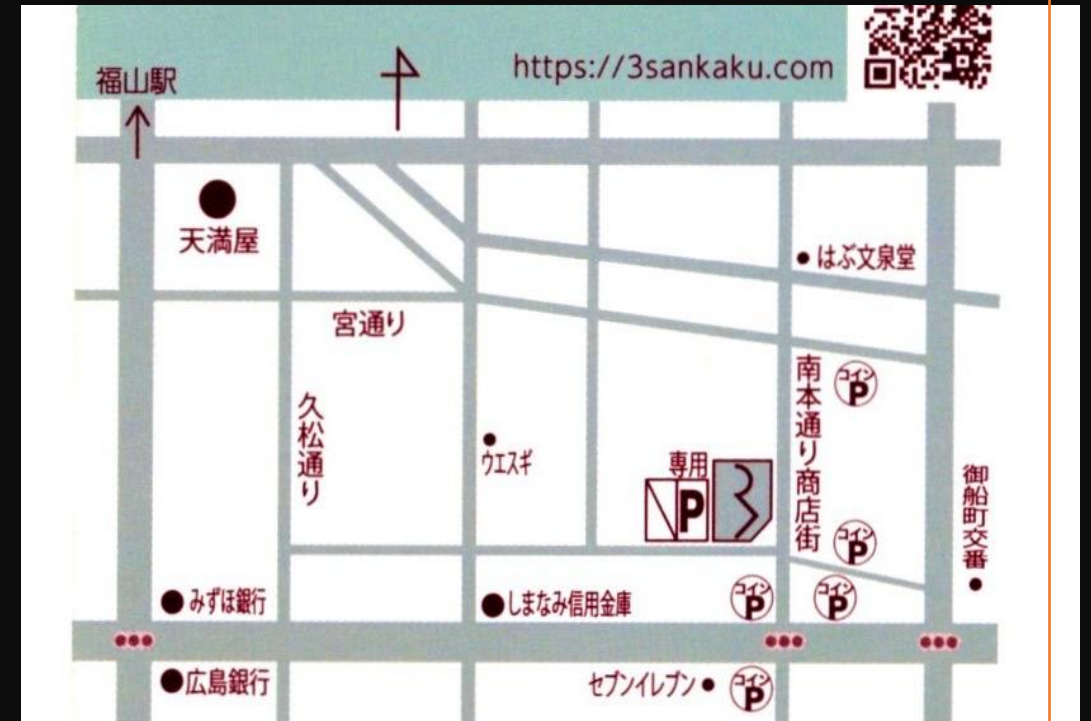 https://3sankaku.com
福山駅
天満屋
はぶ文泉堂
宮通り
久松通り
南本通り商店街
コイン
P
ウエスギ
専用
P
御船町交番
コイン
P
みずほ銀行
しまなみ信用金庫
コイン
P
コイン
P
広島銀行
セブンイレブン
コイン
P